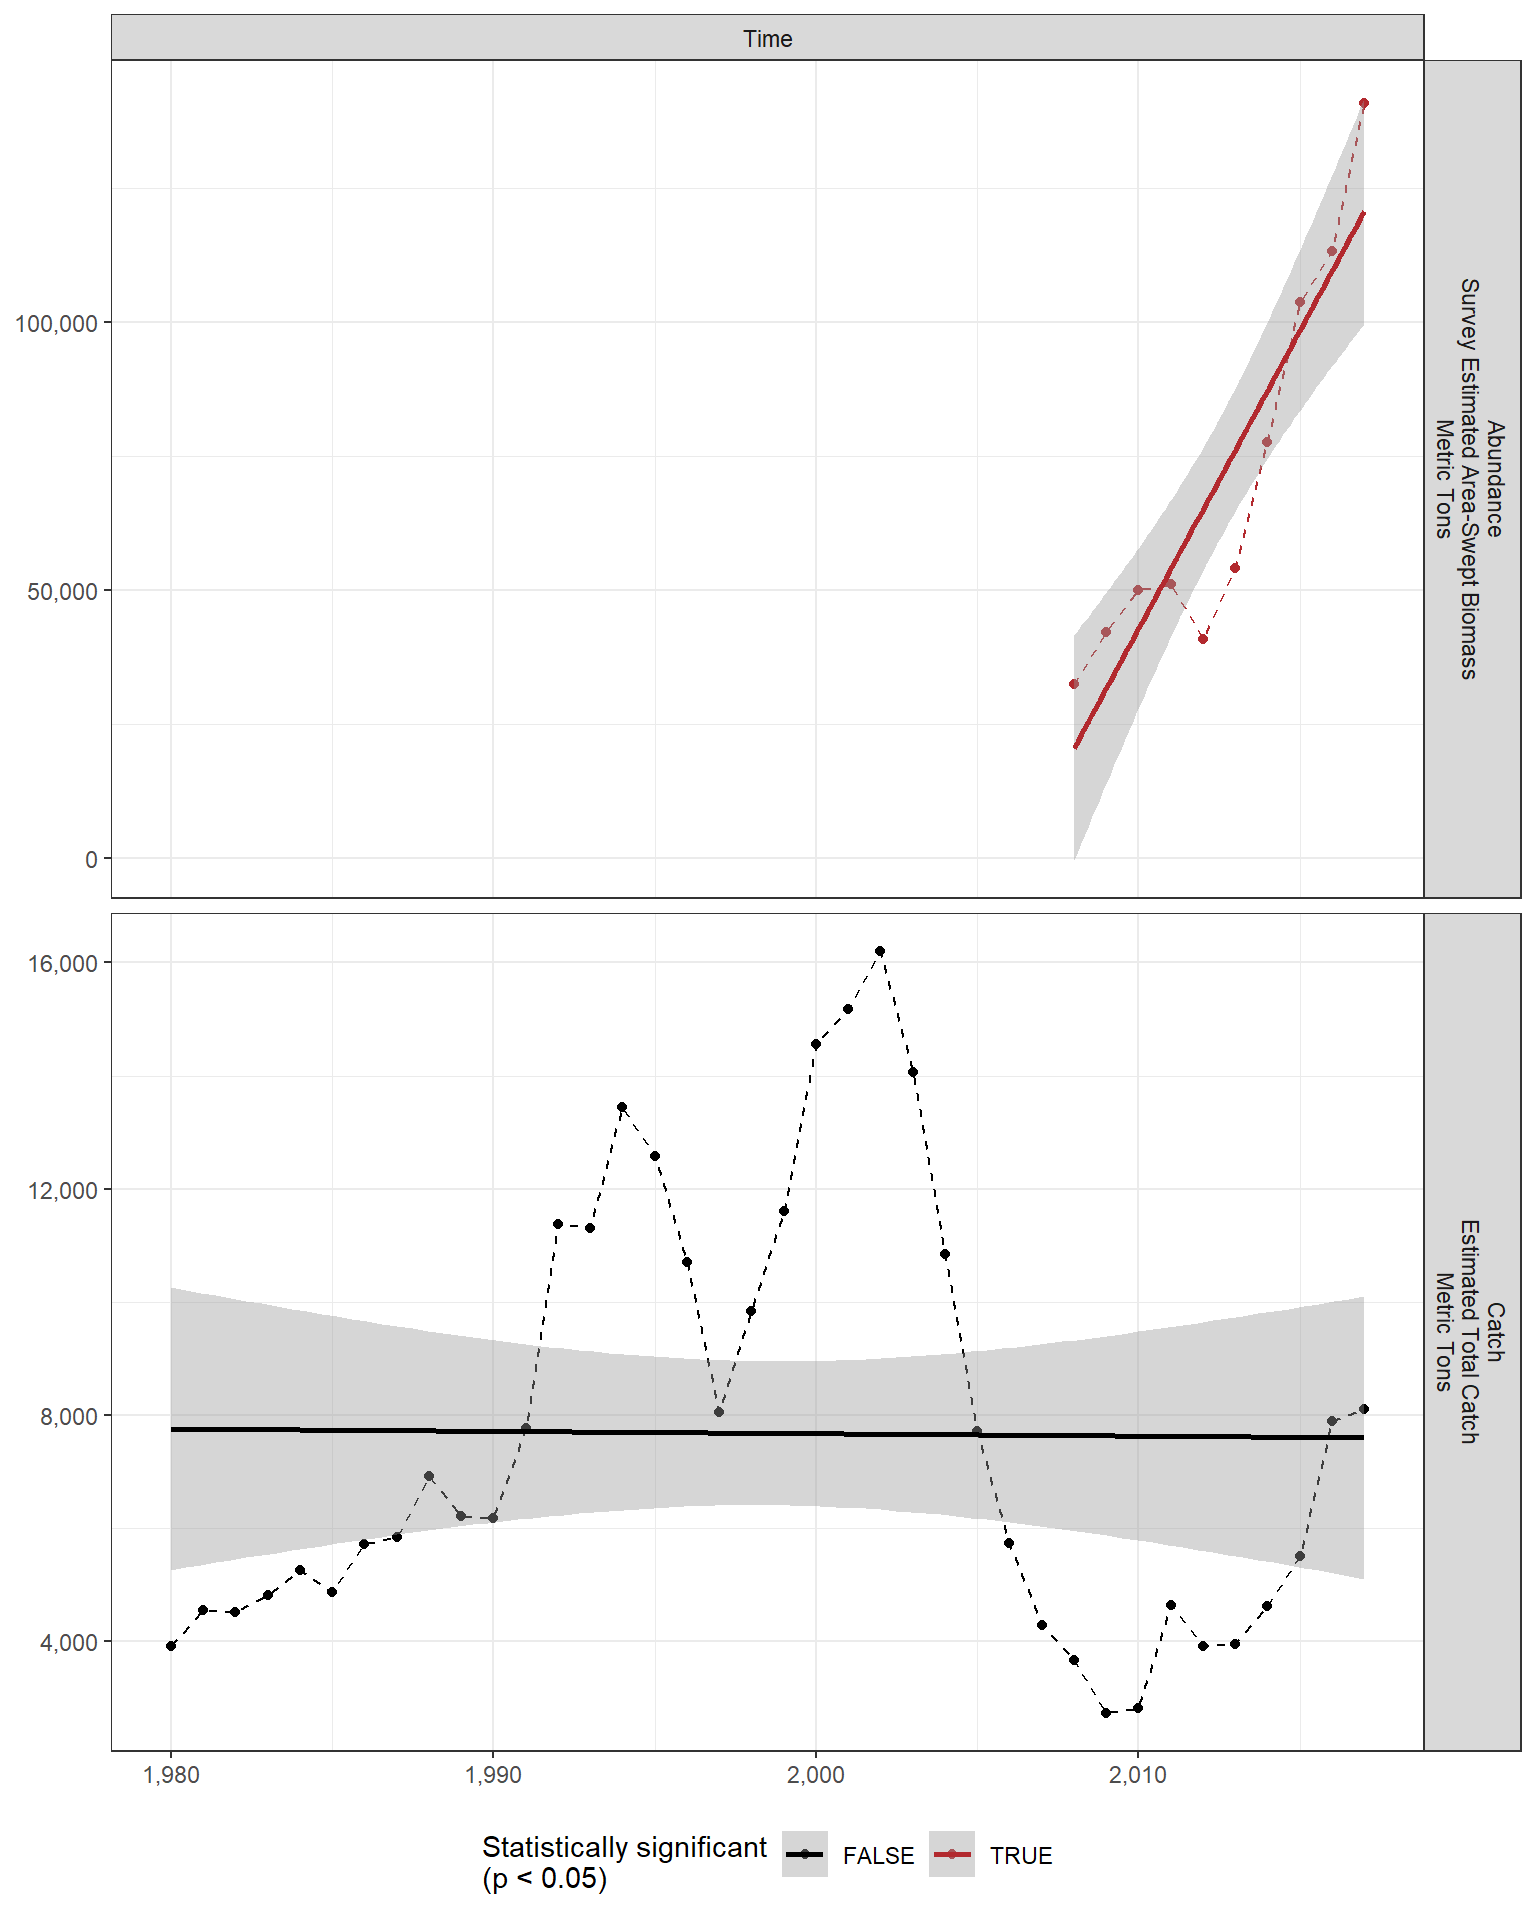 Time
100,000
50,000
0
Abundance
Survey Estimated Area-Swept Biomass
Metric Tons
16,000
12,000
8,000
4,000
Catch
Estimated Total Catch
Metric Tons
1,980
1,990
2,000
2,010
Statistically significant
(p < 0.05)
FALSE
TRUE